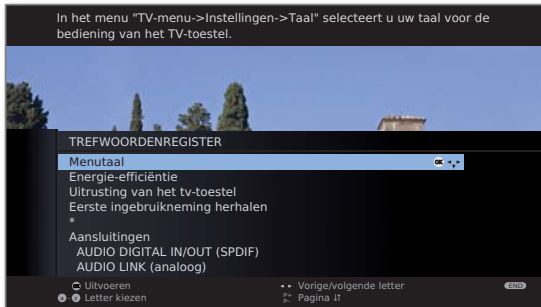 In het menu "TV-menu->Instellingen->Taal" selecteert u uw taal voor de
bediening van het TV-toestel.
TREFWOORDENREGISTER
Menutaal OK
Energie-efficiëntie
Uitrusting van het tv-toestel
Eerste ingebruikneming herhalen
*
Aansluitingen
AUDIO DIGITAL IN/OUT (SPDIF)
AUDIO LINK (analoog)
OK Uitvoeren Vorige/volgende letter END
Letter kiezen P+ P- Pagina